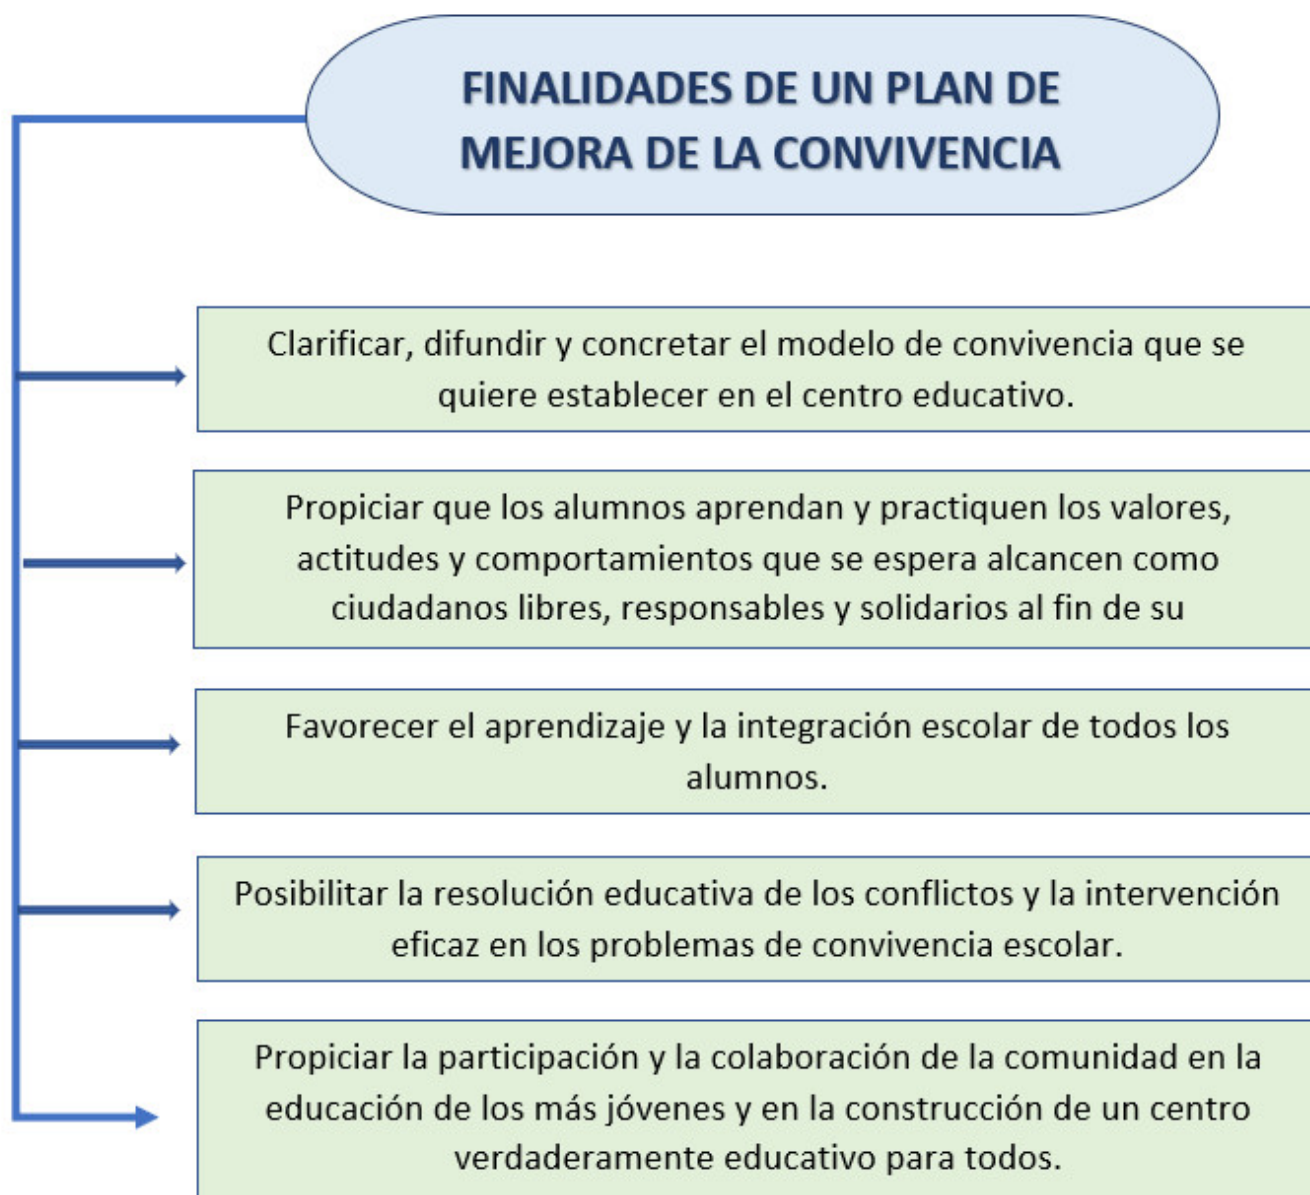 FINALIDADES DE UN PLAN DE
MEJORA DE LA CONVIVENCIA
Clarificar, difundir y concretar el modelo de convivencia que se
quiere establecer en el centro educativo.
Propiciar que los alumnos aprendan y practiquen los valores,
actitudes y comportamientos que se espera alcancen como
ciudadanos libres, responsables y solidarios al fin de su
Favorecer el aprendizaje y la integración escolar de todos los
alumnos.
Posibilitar la resolución educativa de los conflictos y la intervención
eficaz en los problemas de convivencia escolar.
Propiciar la participación y la colaboración de la comunidad en la
educación de los más jóvenes y en la construcción de un centro
verdaderamente educativo para todos.